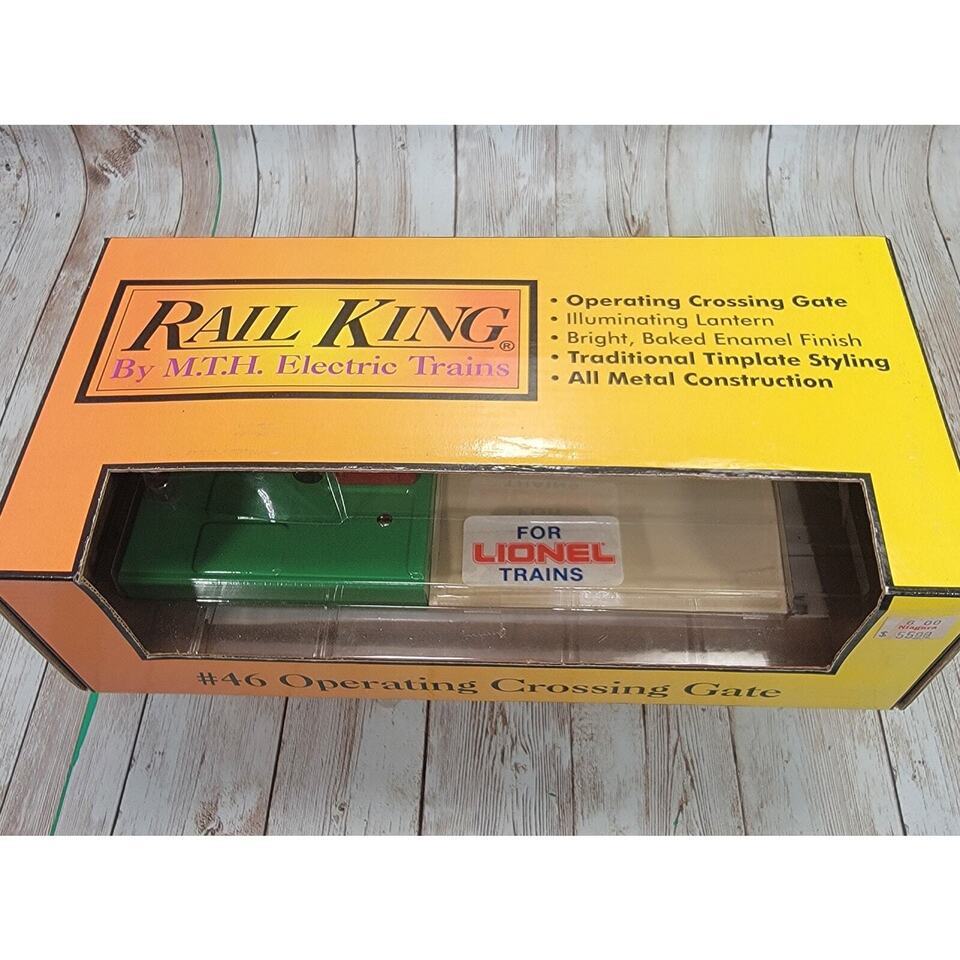 RAIL KING®
By M.T.H. Electric Trains
• Operating Crossing Gate
• Illuminating Lantern
• Bright, Baked Enamel Finish
• Traditional Tinplate Styling
• All Metal Construction
FOR
LIONEL
TRAINS
Niagara
#46 Operating Crossing Gate